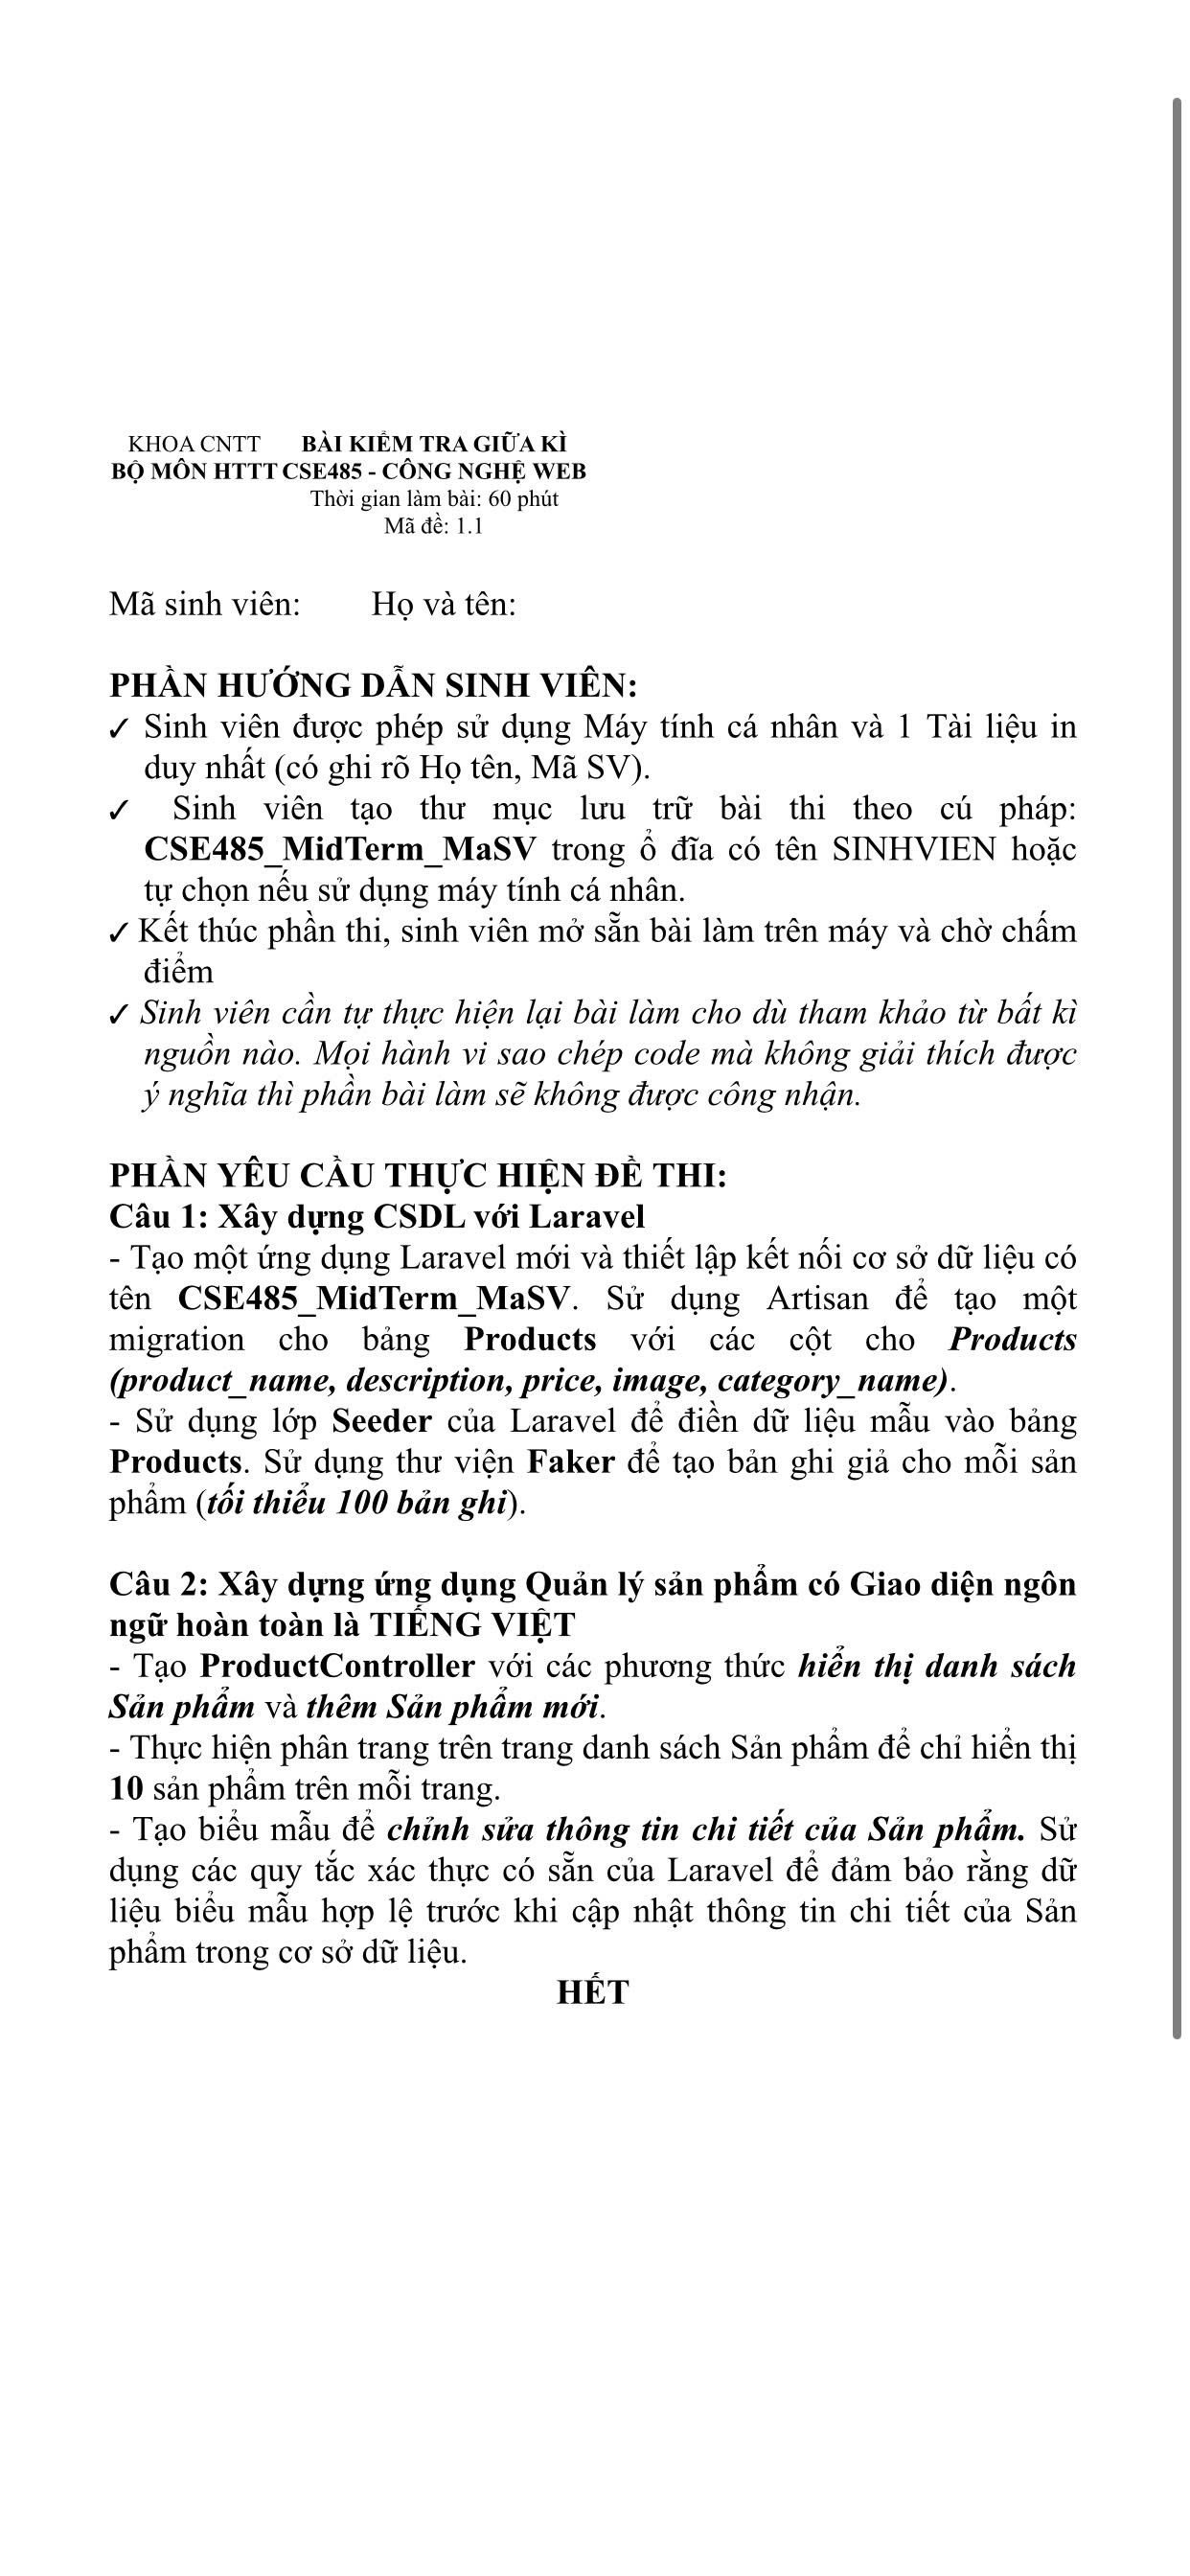 KHOA CNTT BÀI KIỂM TRA GIỮA KÌ
BỘ MÔN HTTT CSE485 - CÔNG NGHỆ WEB
Thời gian làm bài: 60 phút
Mã đề: 1.1
Mã sinh viên: Họ và tên:
PHẦN HƯỚNG DẪN SINH VIÊN:
✓ Sinh viên được phép sử dụng Máy tính cá nhân và 1 Tài liệu in
duy nhất (có ghi rõ Họ tên, Mã SV).
✓ Sinh viên tạo thư mục lưu trữ bài thi theo cú pháp:
CSE485_MidTerm_MaSV trong ổ đĩa có tên SINHVIEN hoặc
tự chọn nếu sử dụng máy tính cá nhân.
✓ Kết thúc phần thi, sinh viên mở sẵn bài làm trên máy và chờ chấm
điểm
✓ Sinh viên cần tự thực hiện lại bài làm cho dù tham khảo từ bất kì
nguồn nào. Mọi hành vi sao chép code mà không giải thích được
ý nghĩa thì phần bài làm sẽ không được công nhận.
PHẦN YÊU CẦU THỰC HIỆN ĐỀ THI:
Câu 1: Xây dựng CSDL với Laravel
- Tạo một ứng dụng Laravel mới và thiết lập kết nối cơ sở dữ liệu có
tên CSE485_MidTerm_MaSV. Sử dụng Artisan để tạo một
migration cho bảng Products với các cột cho Products
(product_name, description, price, image, category_name).
- Sử dụng lớp Seeder của Laravel để điền dữ liệu mẫu vào bảng
Products. Sử dụng thư viện Faker để tạo bản ghi giả cho mỗi sản
phẩm (tối thiểu 100 bản ghi).
Câu 2: Xây dựng ứng dụng Quản lý sản phẩm có Giao diện ngôn
ngữ hoàn toàn là TIẾNG VIỆT
- Tạo ProductController với các phương thức hiển thị danh sách
Sản phẩm và thêm Sản phẩm mới.
- Thực hiện phân trang trên trang danh sách Sản phẩm để chỉ hiển thị
10 sản phẩm trên mỗi trang.
- Tạo biểu mẫu để chỉnh sửa thông tin chi tiết của Sản phẩm. Sử
dụng các quy tắc xác thực có sẵn của Laravel để đảm bảo rằng dữ
liệu biểu mẫu hợp lệ trước khi cập nhật thông tin chi tiết của Sản
phẩm trong cơ sở dữ liệu.
HẾT